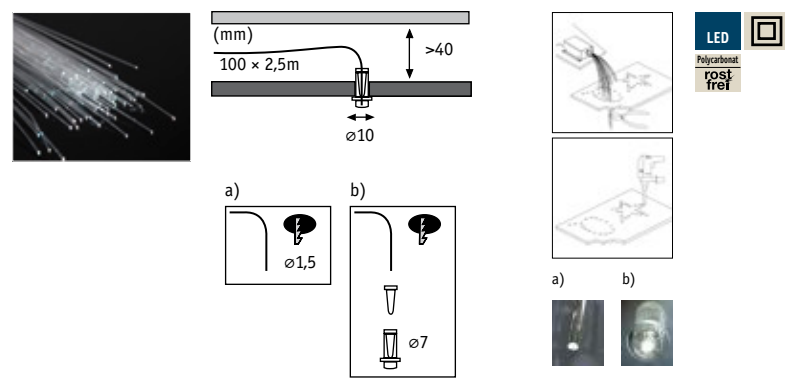 (mm)
100 × 2,5m
>40
⌀10
a)
b)
⌀1,5
⌀7
a)
b)
LED
Polycarbonat
rost
frei